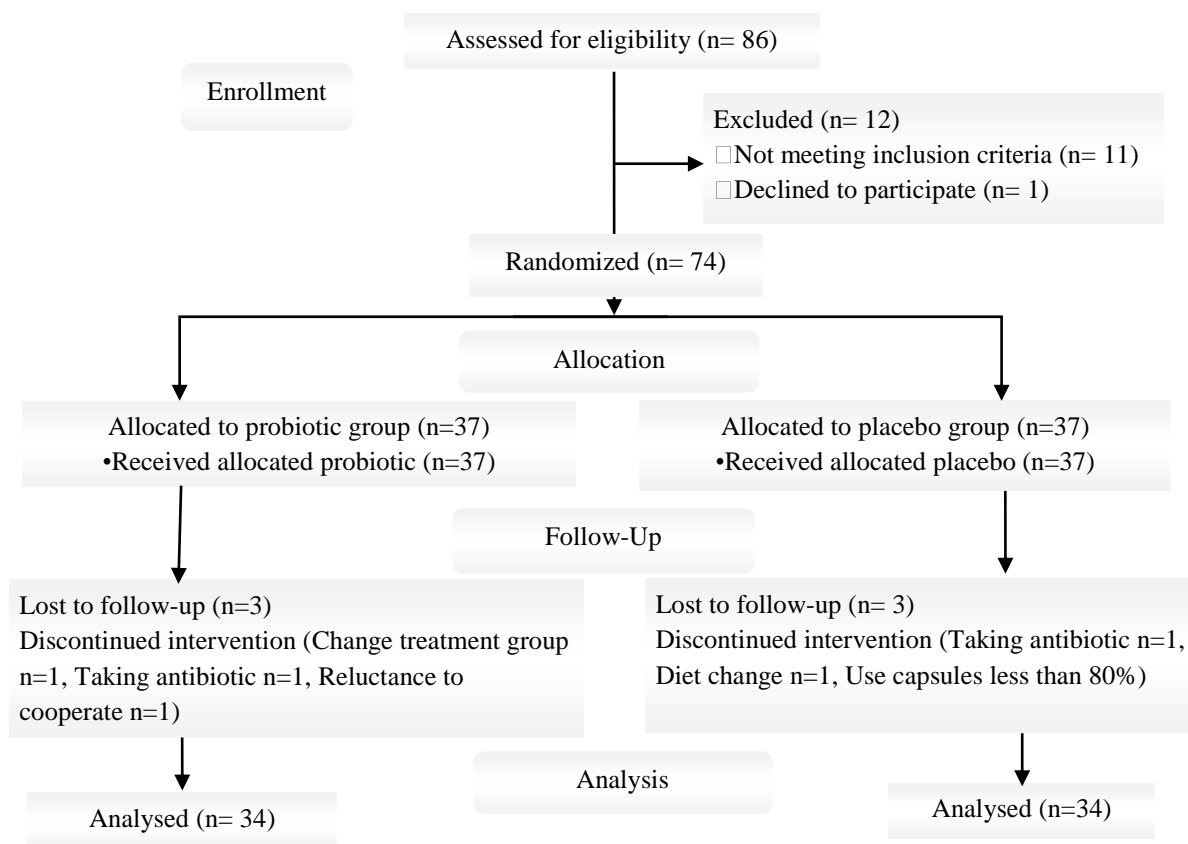 Assessed for eligibility (n= 86)
Enrollment
Excluded (n= 12)
□Not meeting inclusion criteria (n= 11)
□Declined to participate (n= 1)
Randomized (n= 74)
Allocation
Allocated to probiotic group (n=37)
•Received allocated probiotic (n=37)
Allocated to placebo group (n=37)
•Received allocated placebo (n=37)
Follow-Up
Lost to follow-up (n=3)
Discontinued intervention (Change treatment group
n=1, Taking antibiotic n=1, Reluctance to
cooperate n=1)
Lost to follow-up (n= 3)
Discontinued intervention (Taking antibiotic n=1,
Diet change n=1, Use capsules less than 80%)
Analysis
Analysed (n= 34)
Analysed (n=34)